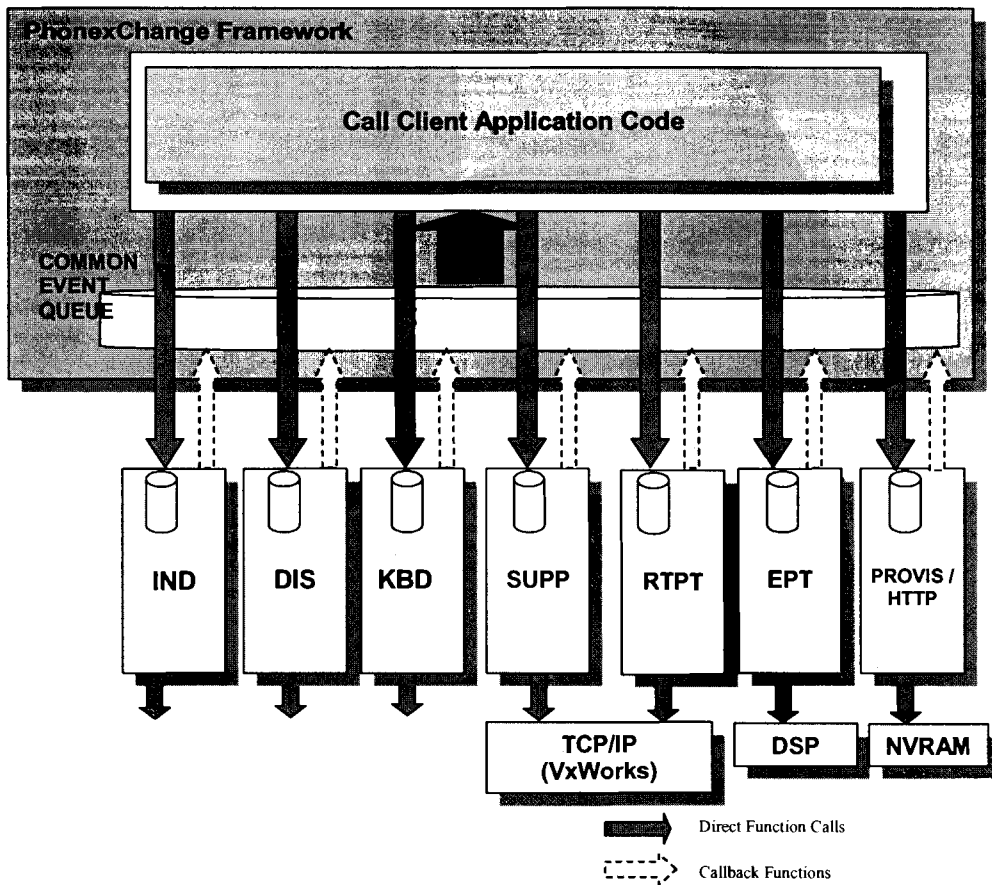 PhonexChange Framework
Call Client Application Code
COMMON
EVENT
QUEUE
IND
DIS
KBD
SUPP
RTPT
EPT
PROVIS /
HTTP
TCP/IP
(VxWorks)
DSP
NVRAM
Direct Function Calls
Callback Functions